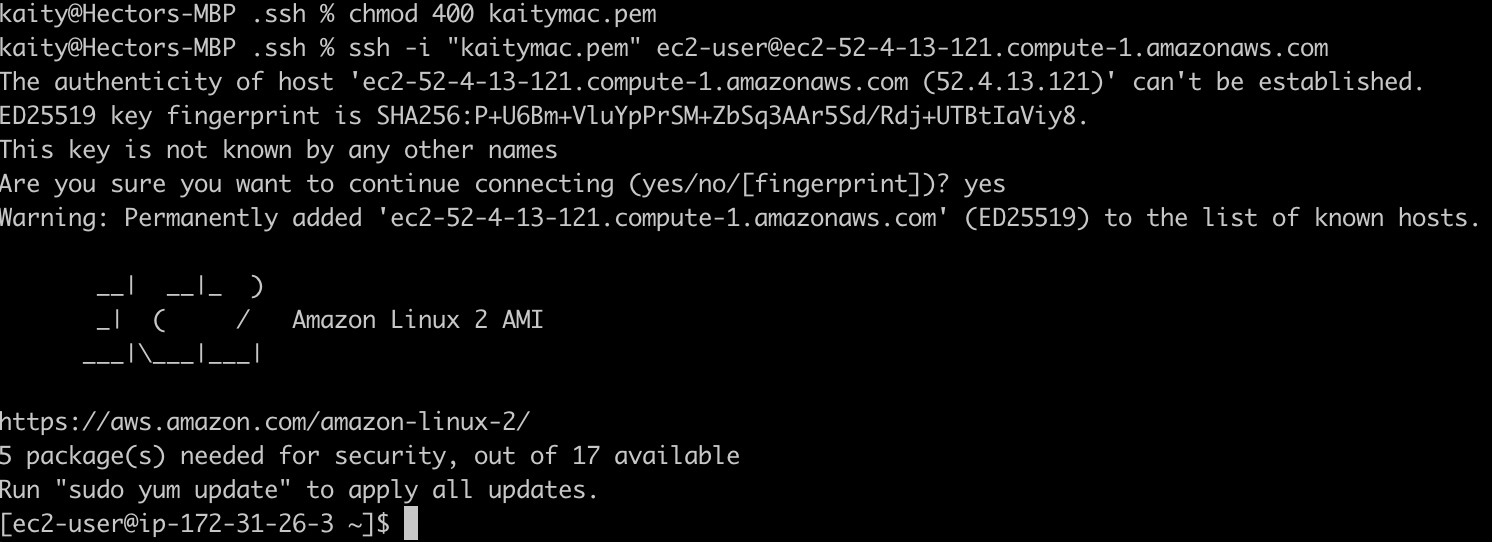 kaity@Hectors-MBP .ssh % chmod 400 kaitymac.pem
kaity@Hectors-MBP .ssh % ssh -i "kaitymac.pem" ec2-user@ec2-52-4-13-121.compute-1.amazonaws.com
The authenticity of host 'ec2-52-4-13-121.compute-1.amazonaws.com (52.4.13.121)' can't be established.
ED25519 key fingerprint is SHA256:P+U6Bm+VluYpPrSM+ZbSq3AAr5Sd/Rdj+UTBtIaViy8.
This key is not known by any other names
Are you sure you want to continue connecting (yes/no/[fingerprint])? yes
Warning: Permanently added 'ec2-52-4-13-121.compute-1.amazonaws.com' (ED25519) to the list of known hosts.

       __|  __|_  )
       _|  (     /   Amazon Linux 2 AMI
      ___|\___|___|

https://aws.amazon.com/amazon-linux-2/
5 package(s) needed for security, out of 17 available
Run "sudo yum update" to apply all updates.
[ec2-user@ip-172-31-26-3 ~]$